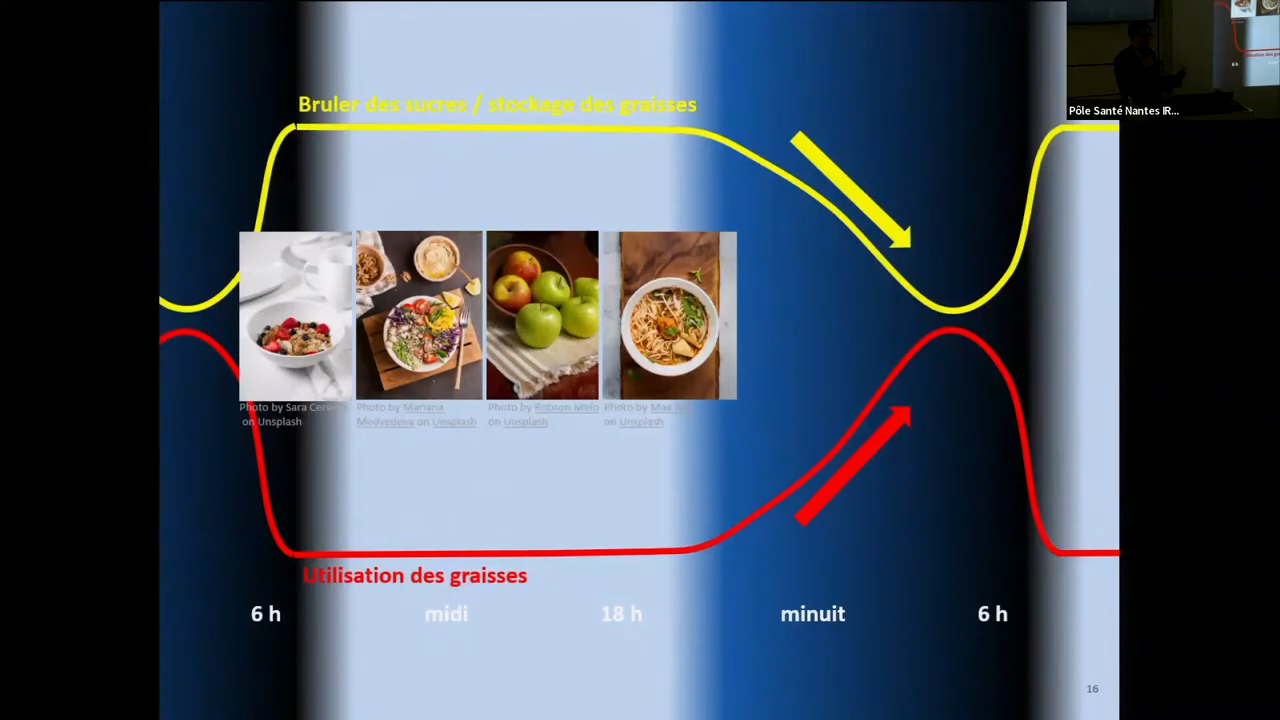 Bruler des sucres / stockage des graisses
Pôle Santé Nantes IR...
Photo by Sara
on Unsplash
Photo by Mariana
Medvedeva on Unsplash
Photo by Robson Melo
on Unsplash
Photo by
on Unsplash
Utilisation des graisses
6 h
midi
18 h
minuit
6 h
16